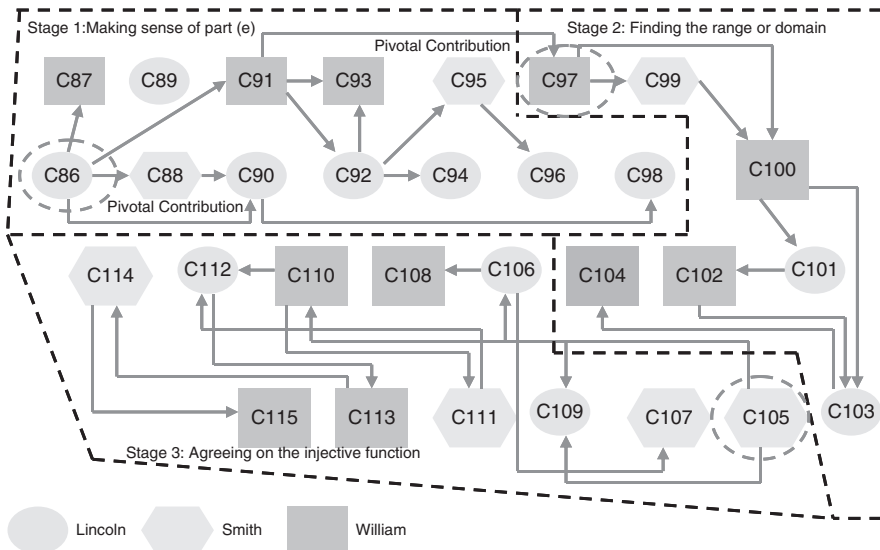 Stage 1:Making sense of part (e)
Stage 2: Finding the range or domain
Pivotal Contribution
C87
C89
C91
C93
C95
C97
C99
C86
C88
C90
C92
C94
C96
C98
C100
Pivotal Contribution
C114
C112
C110
C108
C106
C104
C102
C101
C115
C113
C111
C109
C107
C105
C103
Stage 3: Agreeing on the injective function
Lincoln
Smith
William